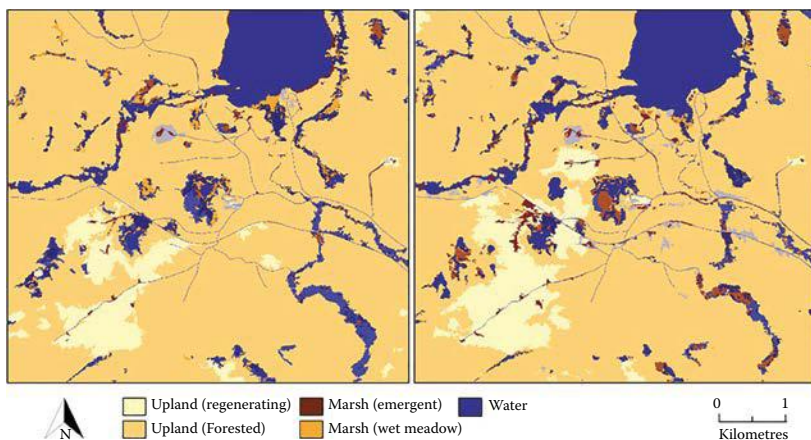 Upland (regenerating) Marsh (emergent) Water 0 1
N Upland (Forested) Marsh (wet meadow) Kilometres